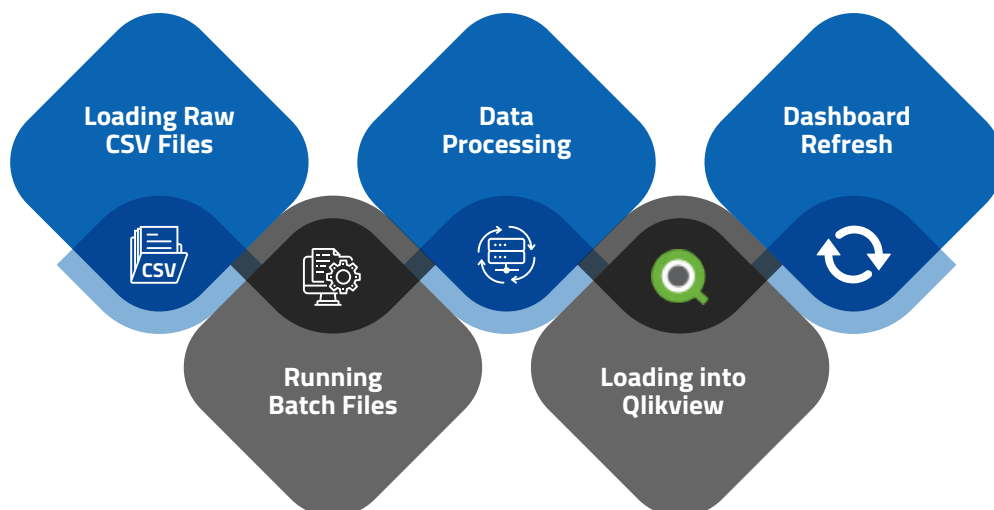 Loading Raw
CSV Files
CSV
Running
Batch Files
Data
Processing
Loading into
Qlikview
Dashboard
Refresh